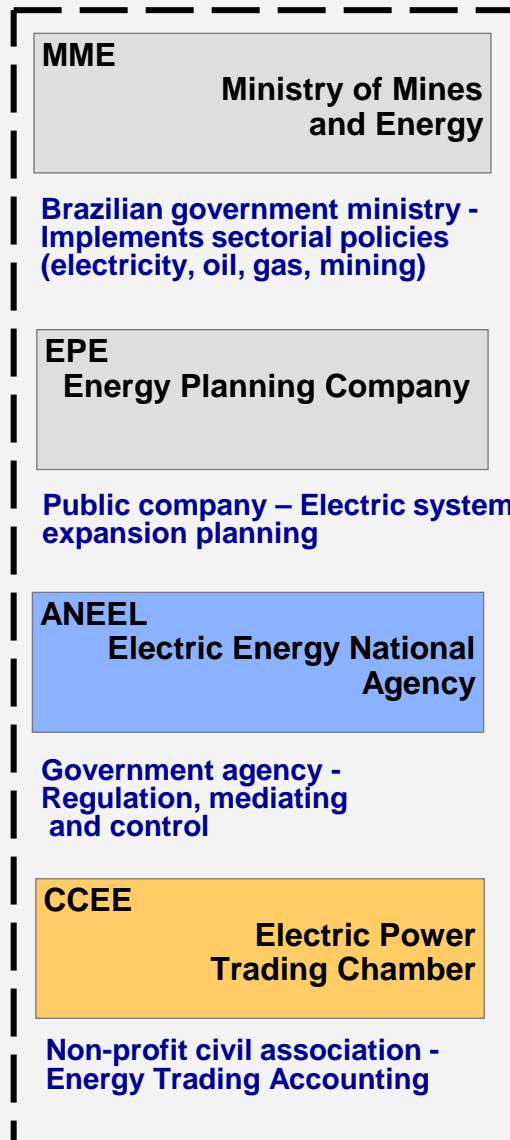 MME
Ministry of Mines
and Energy
Brazilian government ministry -
Implements sectorial policies
(electricity, oil, gas, mining)
EPE
Energy Planning Company
Public company – Electric system
expansion planning
ANEEL
Electric Energy National
Agency
Government agency -
Regulation, mediating
and control
CCEE
Electric Power
Trading Chamber
Non-profit civil association -
Energy Trading Accounting